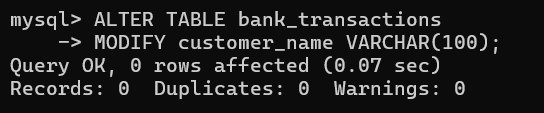 mysql> ALTER TABLE bank_transactions
    -> MODIFY customer_name VARCHAR(100);
Query OK, 0 rows affected (0.07 sec)
Records: 0  Duplicates: 0  Warnings: 0